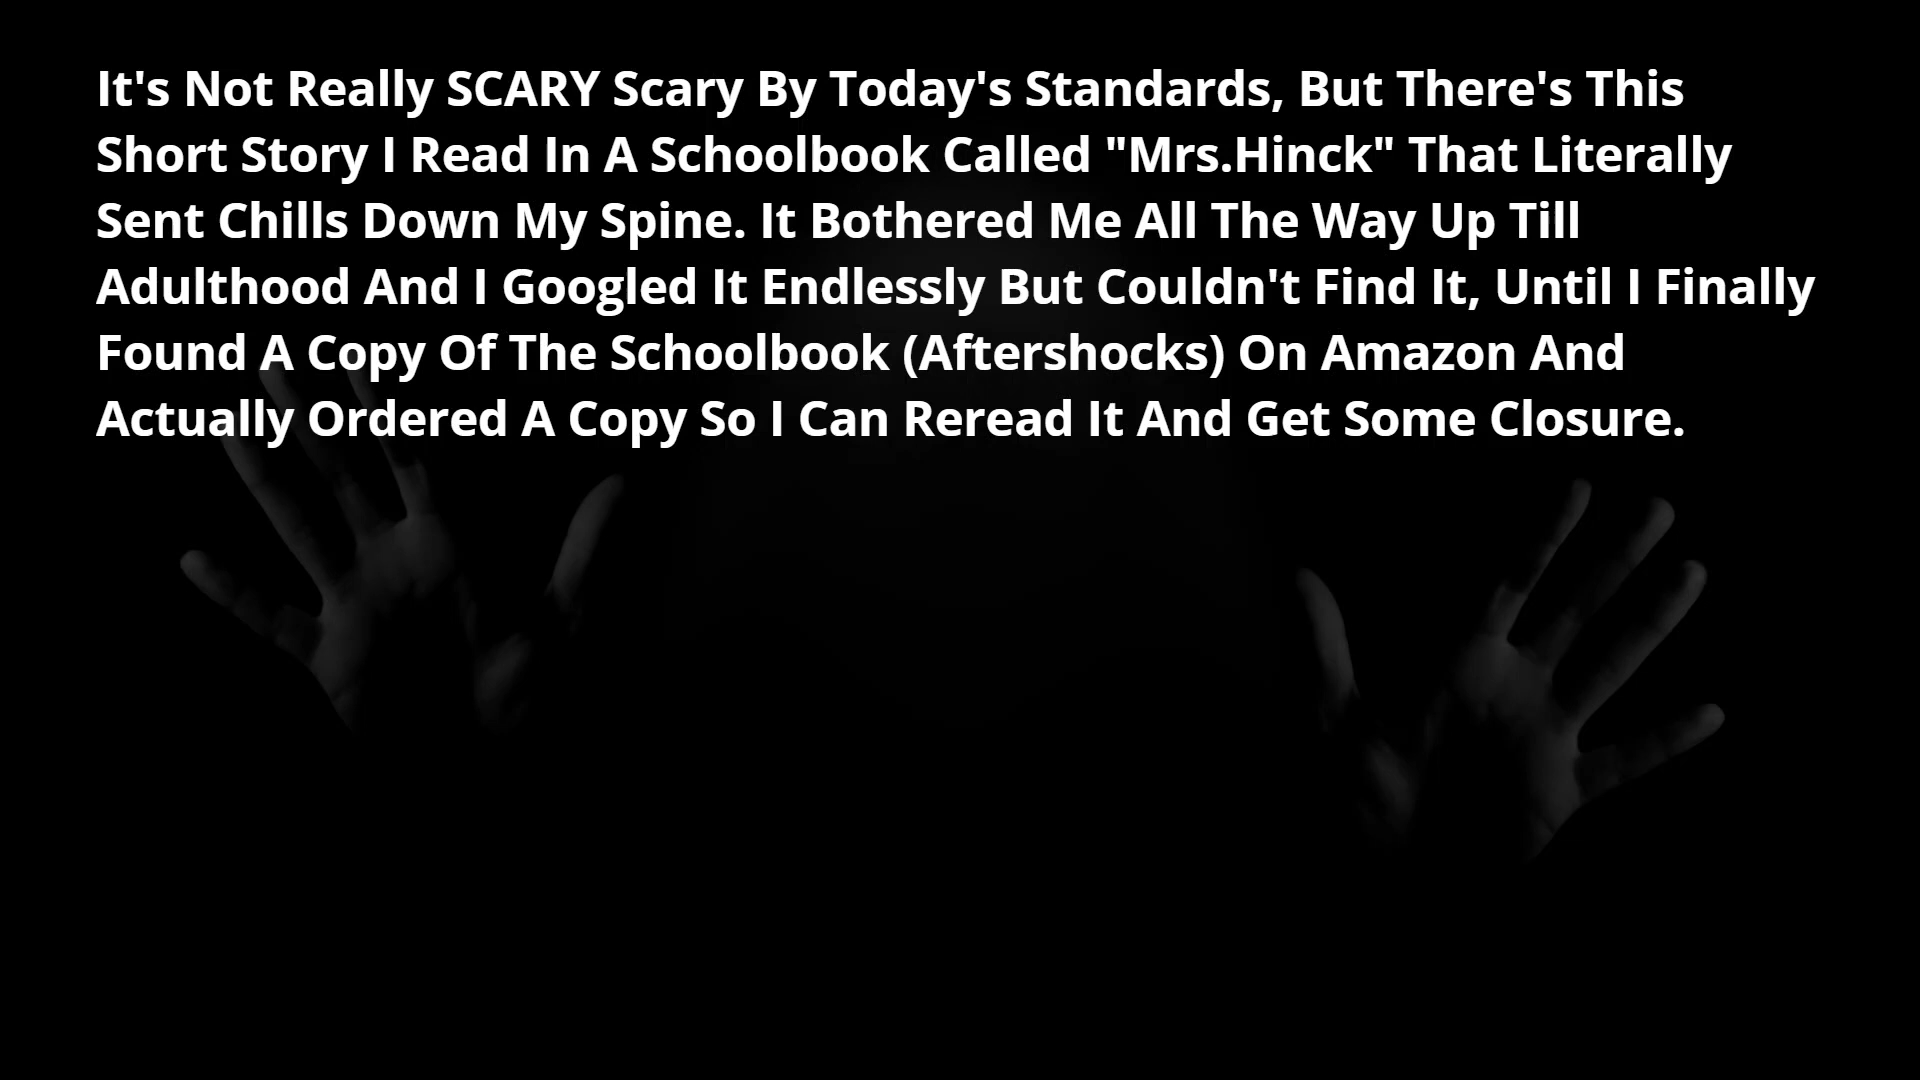 It's Not Really SCARY Scary By Today's Standards, But There's This
Short Story I Read In A Schoolbook Called "Mrs.Hinck" That Literally
Sent Chills Down My Spine. It Bothered Me All The Way Up Till
Adulthood And I Googled It Endlessly But Couldn't Find It, Until I Finally
Found A Copy Of The Schoolbook (Aftershocks) On Amazon And
Actually Ordered A Copy So I Can Reread It And Get Some Closure.